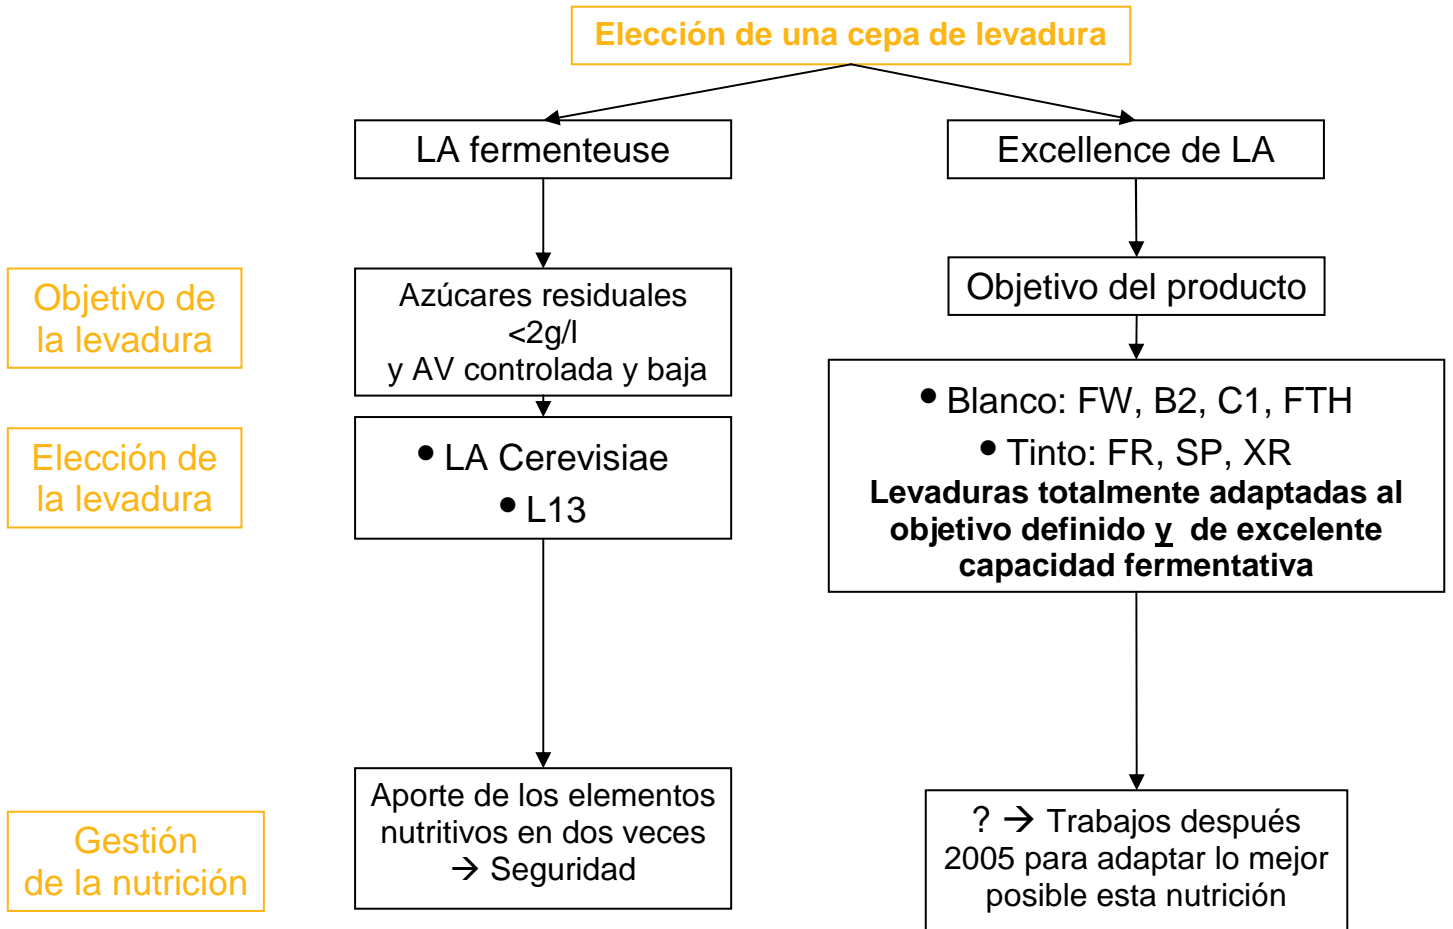 Elección de una cepa de levadura
LA fermenteuse
Excellence de LA
Objetivo de
la levadura
Azúcares residuales
<2g/l
y AV controlada y baja
Objetivo del producto
Elección de
la levadura
• LA Cerevisiae
• L13
• Blanco: FW, B2, C1, FTH
• Tinto: FR, SP, XR
Levaduras totalmente adaptadas al
objetivo definido y de excelente
capacidad fermentativa
Gestión
de la nutrición
Aporte de los elementos
nutritivos en dos veces
→ Seguridad
? → Trabajos después
2005 para adaptar lo mejor
posible esta nutrición